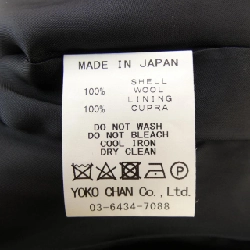 MADE IN JAPAN
SHELL
100% WOOL
LINING
100% CUPRA
DO NOT WASH
DO NOT BLEACH
COOL IRON
DRY CLEAN
YOKO CHAN Co., Ltd.
03-6434-7088